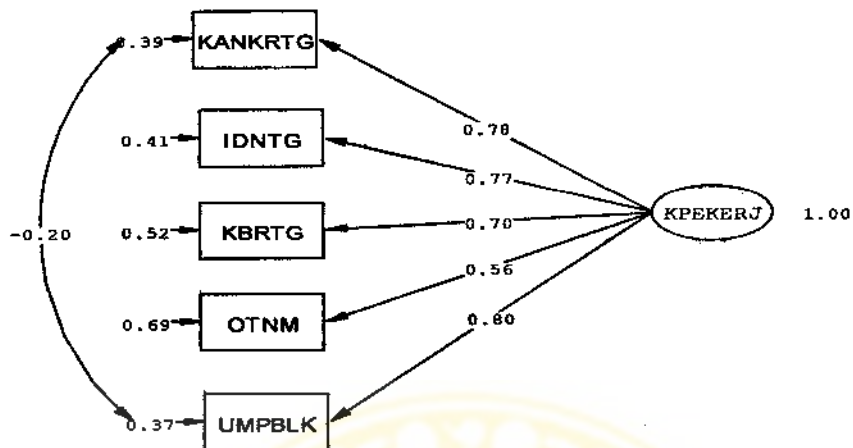 0.39 KANKRTG
0.78
0.41 IDNTG
0.77
KPEKERJ 1.00
-0.20
0.52 KBRTG
0.70
0.56
0.69 OTNM
0.80
0.37 UMPBLK